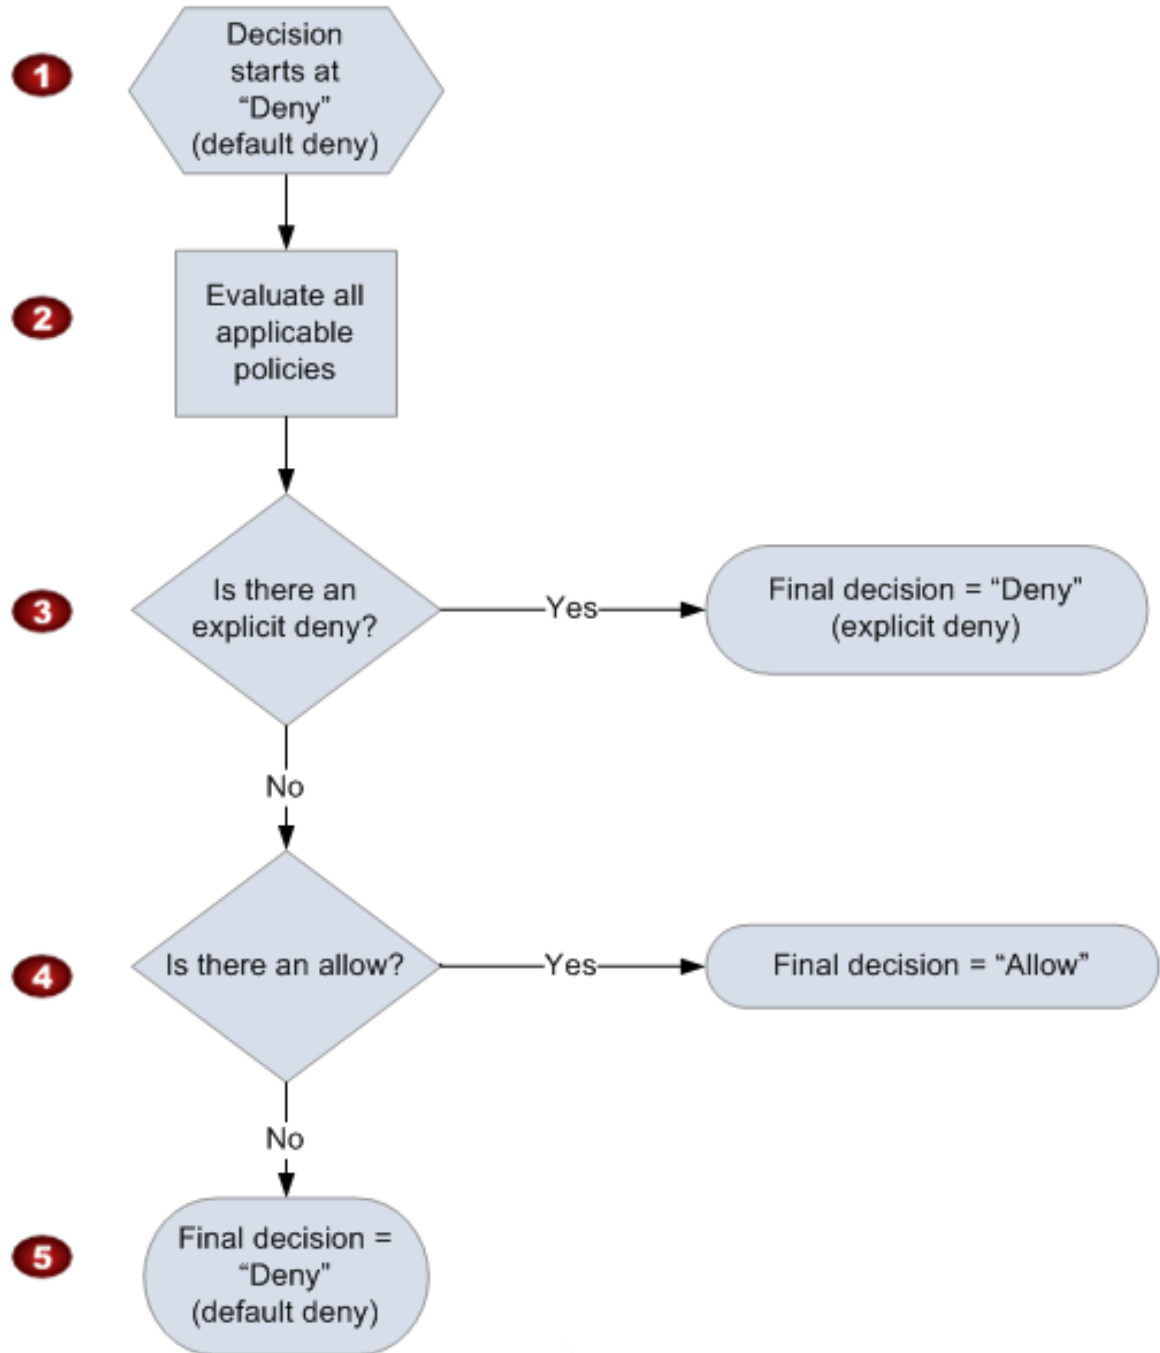 1
Decision
starts at
“Deny”
(default deny)
2
Evaluate all
applicable
policies
3
Is there an
explicit deny?
Yes
Final decision = “Deny”
(explicit deny)
No
4
Is there an allow?
Yes
Final decision = “Allow”
No
5
Final decision =
“Deny”
(default deny)